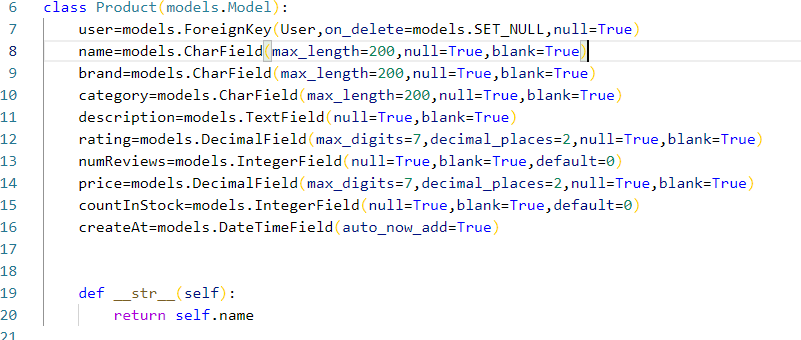 6 class Product(models.Model):
7 user=models.ForeignKey(User,on_delete=models.SET_NULL,null=True)
8 name=models.CharField(max_length=200,null=True,blank=True)
9 brand=models.CharField(max_length=200,null=True,blank=True)
10 category=models.CharField(max_length=200,null=True,blank=True)
11 description=models.TextField(null=True,blank=True)
12 rating=models.DecimalField(max_digits=7,decimal_places=2,null=True,blank=True)
13 numReviews=models.IntegerField(null=True,blank=True,default=0)
14 price=models.DecimalField(max_digits=7,decimal_places=2,null=True,blank=True)
15 countInStock=models.IntegerField(null=True,blank=True,default=0)
16 createAt=models.DateTimeField(auto_now_add=True)
17
18
19 def __str__(self):
20 return self.name
21